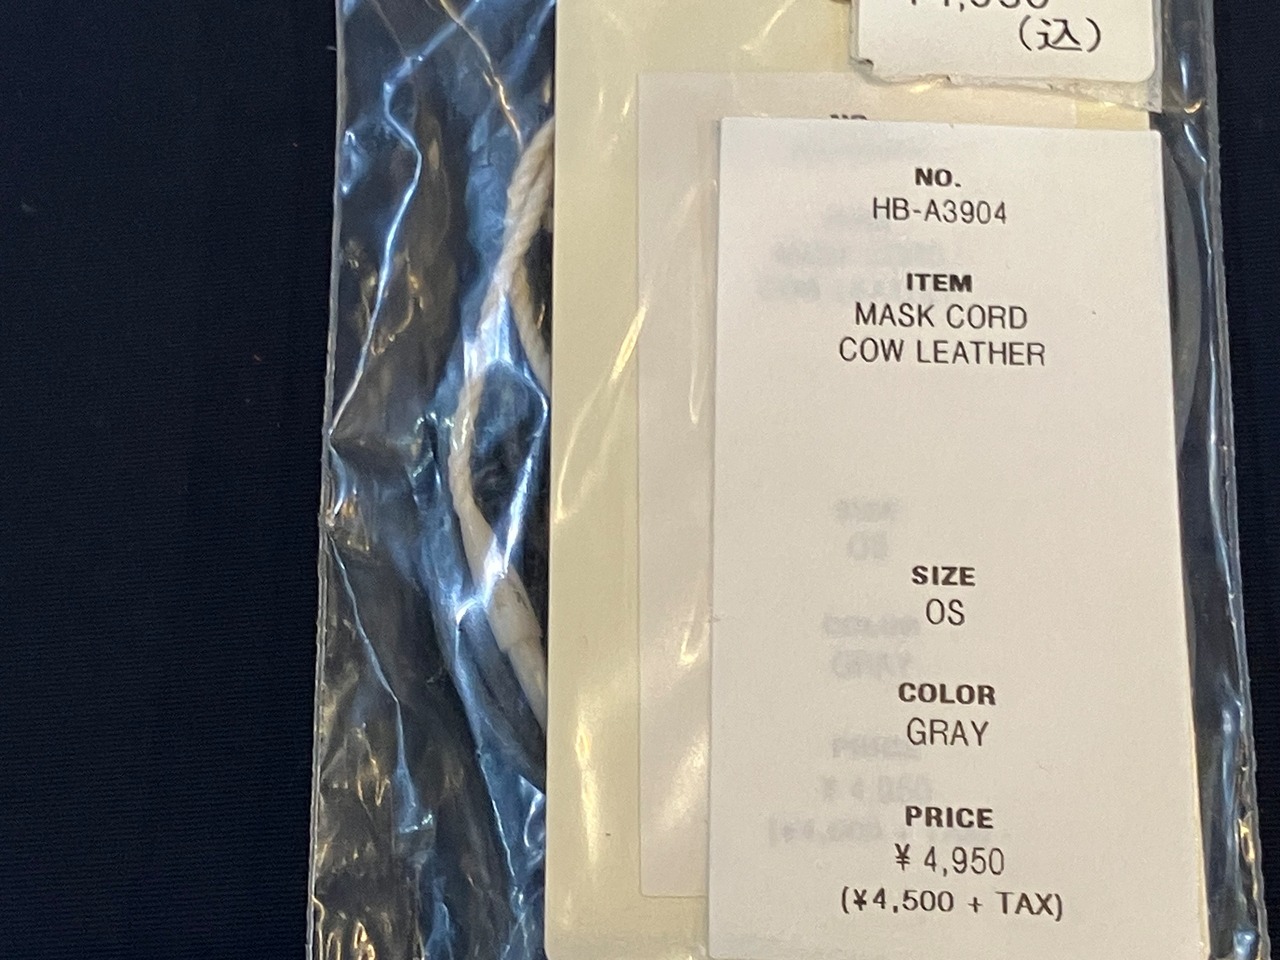 (込)
NO.
HB-A3904
ITEM
MASK CORD
COW LEATHER
SIZE
OS
COLOR
GRAY
PRICE
¥ 4,950
(¥4,500 + TAX)